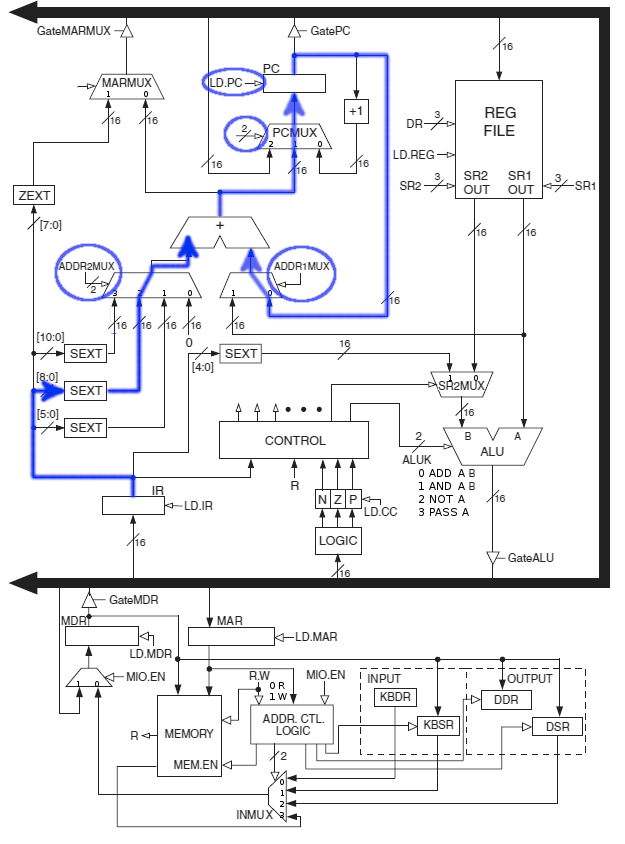 GateMARMUX
GatePC
16
MARMUX
1 0
16 16
LD.PC
PC
+1
2
PCMUX
2 1 0
16 16 16
REG
FILE
DR 3
LD.REG
SR2 3
SR2 SR1
OUT OUT
3 SR1
16 16
ZEXT
[7:0]
+
ADDR2MUX
2
3 2 1 0
ADDR1MUX
1 0
16
16 16 16
16 16
0
[10:0]
SEXT
[8:0]
SEXT
[5:0]
SEXT
[4:0]
SEXT
16
1 0
SR2MUX
16
B A
ALU
2
ALUK
0 ADD A B
1 AND A B
2 NOT A
3 PASS A
16
GateALU
CONTROL
R
IR
LD.IR
16
N Z P
LD.CC
LOGIC
16
GateMDR
MDR
LD.MDR
MAR
LD.MAR
MIO.EN
1 0
R.W
0 R
1 W
MIO.EN
INPUT
KBDR
KBSR
OUTPUT
DDR
DSR
R
MEMORY
MEM.EN
ADDR. CTL.
LOGIC
2
0
1
2
3
INMUX